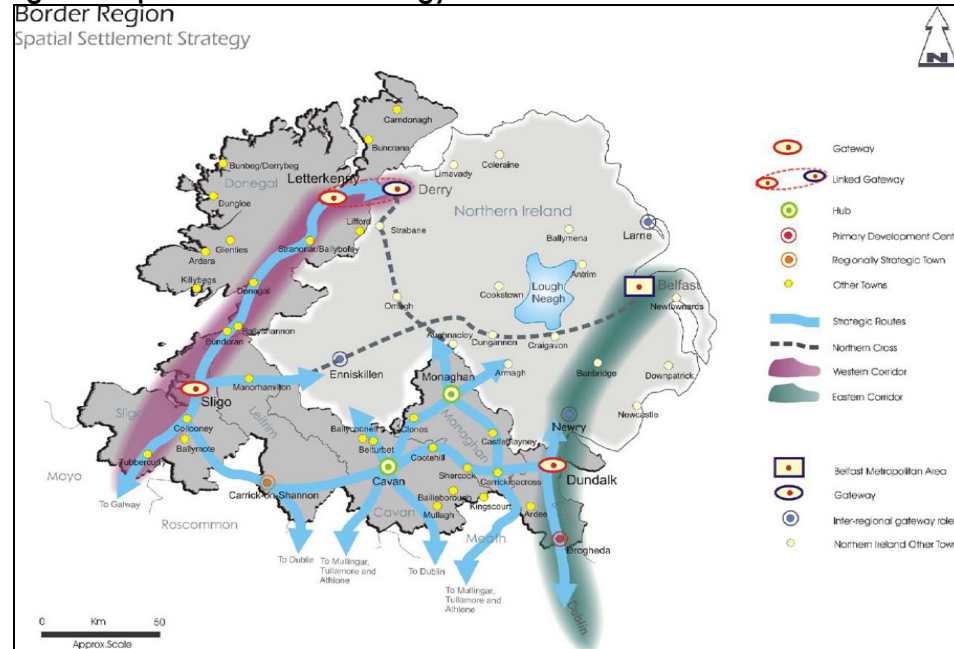 Border Region
Spatial Settlement Strategy
N
Carndonagh
Buncrana
Bunbeg/Derrybeg
Donegal
Letterkenny
Derry
Limavady
Coleraine
Dungloe
Northern Ireland
Lifford
Strabane
Glenties
Stranorlar/Ballybofey
Ballymena
Larne
Ardara
Killybegs
Donegal
Antrim
Lough
Neagh
Belfast
Cookstown
Omagh
Newtownards
Ballyshannon
Bundoran
Aughnacloy
Dungannon
Craigavon
Enniskillen
Armagh
Banbridge
Downpatrick
Manorhamilton
Monaghan
Sligo
Sligo
Leitrim
Newcastle
Newry
Colloney
Ballymote
Ballyconnell
Belturbet
Clones
Monaghan
Castleblayney
Cootehill
Tubbercurry
Mayo
To Galway
Cavan
Shercock
Carrickmacross
Dundalk
Carrick on Shannon
Bailieborough
Kingscourt
Cavan
Mullagh
Ardee
Roscommon
Meath
Drogheda
To Dublin
To Mullingar,
Tullamore and
Athlone
To Dublin
To Mullingar,
Tullamore and
Athlone
Dublin
0 Km 50
Approx.Scale
Gateway
Linked Gateway
Hub
Primary Development Cent
Regionally Strategic Town
Other Towns
Strategic Routes
Northern Cross
Western Corridor
Eastern Corridor
Belfast Metropolitan Area
Gateway
Inter-regional gateway role
Northern Ireland Other Town